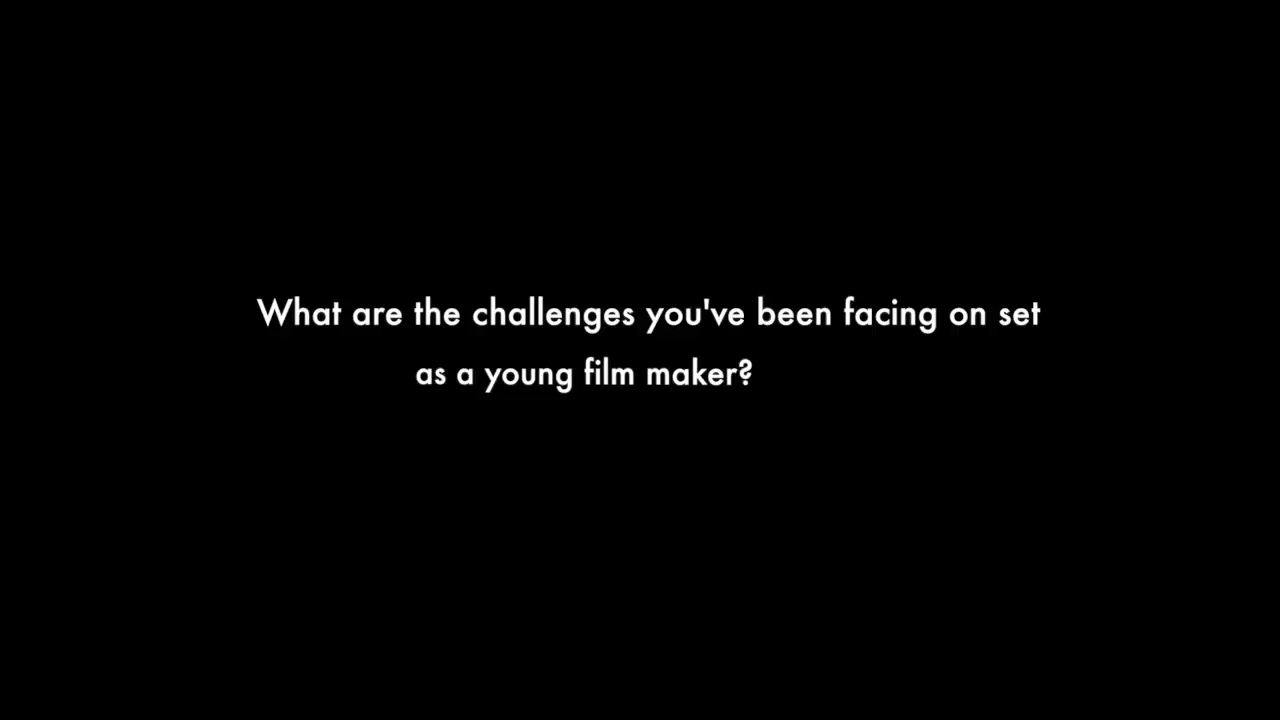 What are the challenges you've been facing on set
as a young film maker?